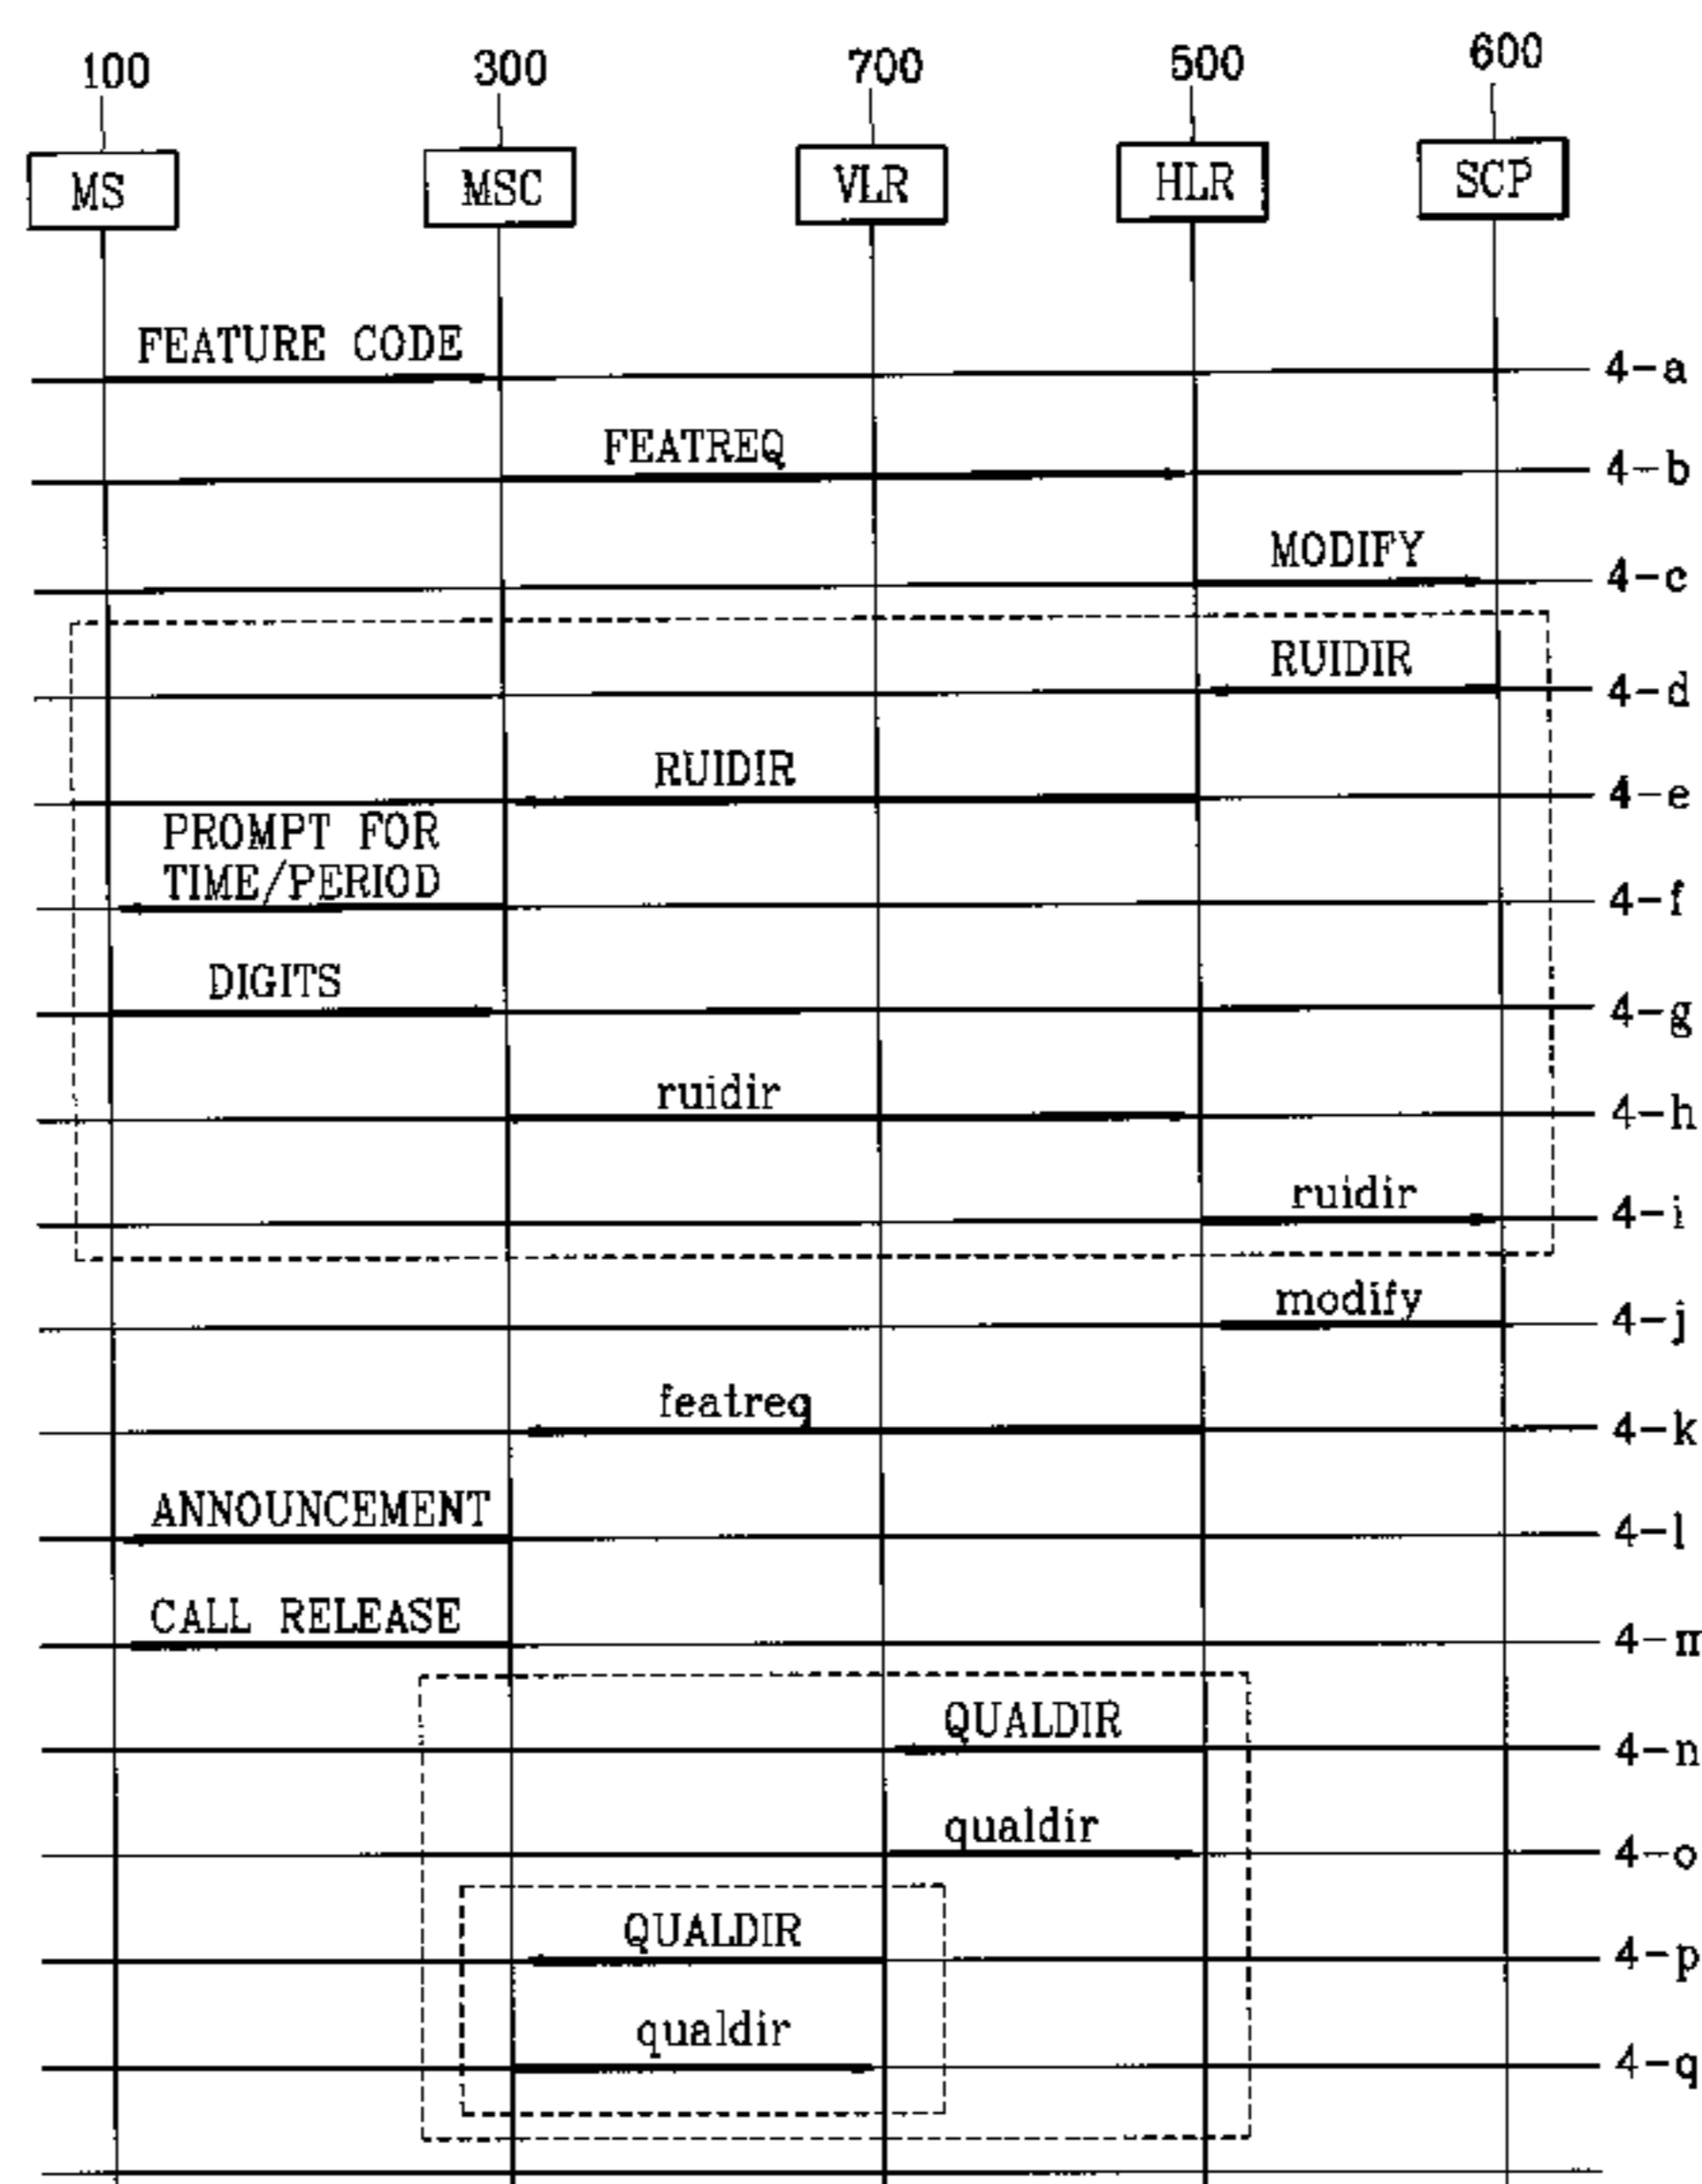 100 300 700 500 600
MS MSC VLR HLR SCP
FEATURE CODE 4-a
FEATREQ 4-b
MODIFY 4-c
RUIDIR 4-d
RUIDIR 4-e
PROMPT FOR
TIME/PERIOD 4-f
DIGITS 4-g
ruidir 4-h
ruidir 4-i
modify 4-j
featreq 4-k
ANNOUNCEMENT 4-l
CALL RELEASE 4-m
QUALDIR 4-n
qualdir 4-o
QUALDIR 4-p
qualdir 4-q